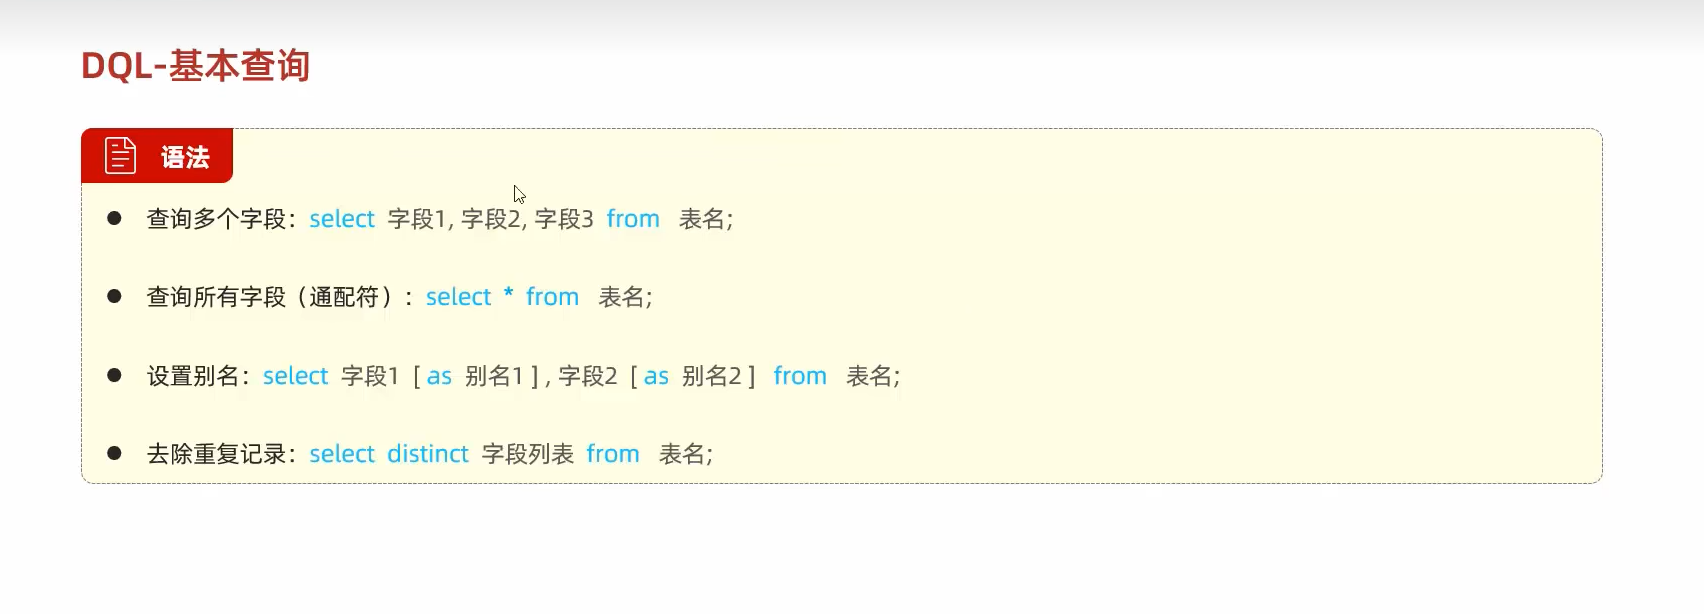 DQL-基本查询
语法
查询多个字段：select 字段1, 字段2, 字段3 from 表名;
查询所有字段（通配符）：select * from 表名;
设置别名：select 字段1 [ as 别名1 ] , 字段2 [ as 别名2 ] from 表名;
去除重复记录：select distinct 字段列表 from 表名;